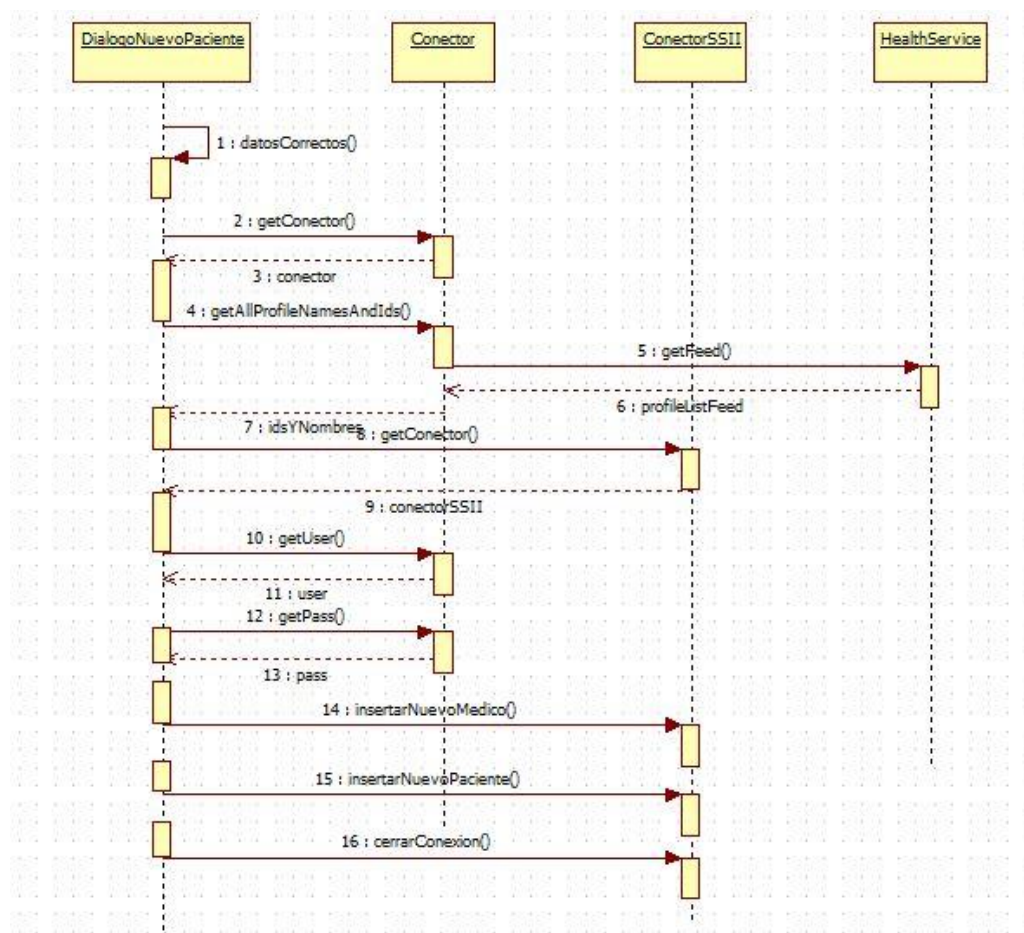 DialogoNuevoPaciente
Conector
ConectorSSII
HealthService
1 : datosCorrectos()
2 : getConector()
3 : conector
4 : getAllProfileNamesAndIds()
5 : getFeed()
6 : profileListFeed
7 : idsYNombres
8 : getConector()
9 : conectorSSII
10 : getUser()
11 : user
12 : getPass()
13 : pass
14 : insertarNuevoMedico()
15 : insertarNuevoPaciente()
16 : cerrarConexion()